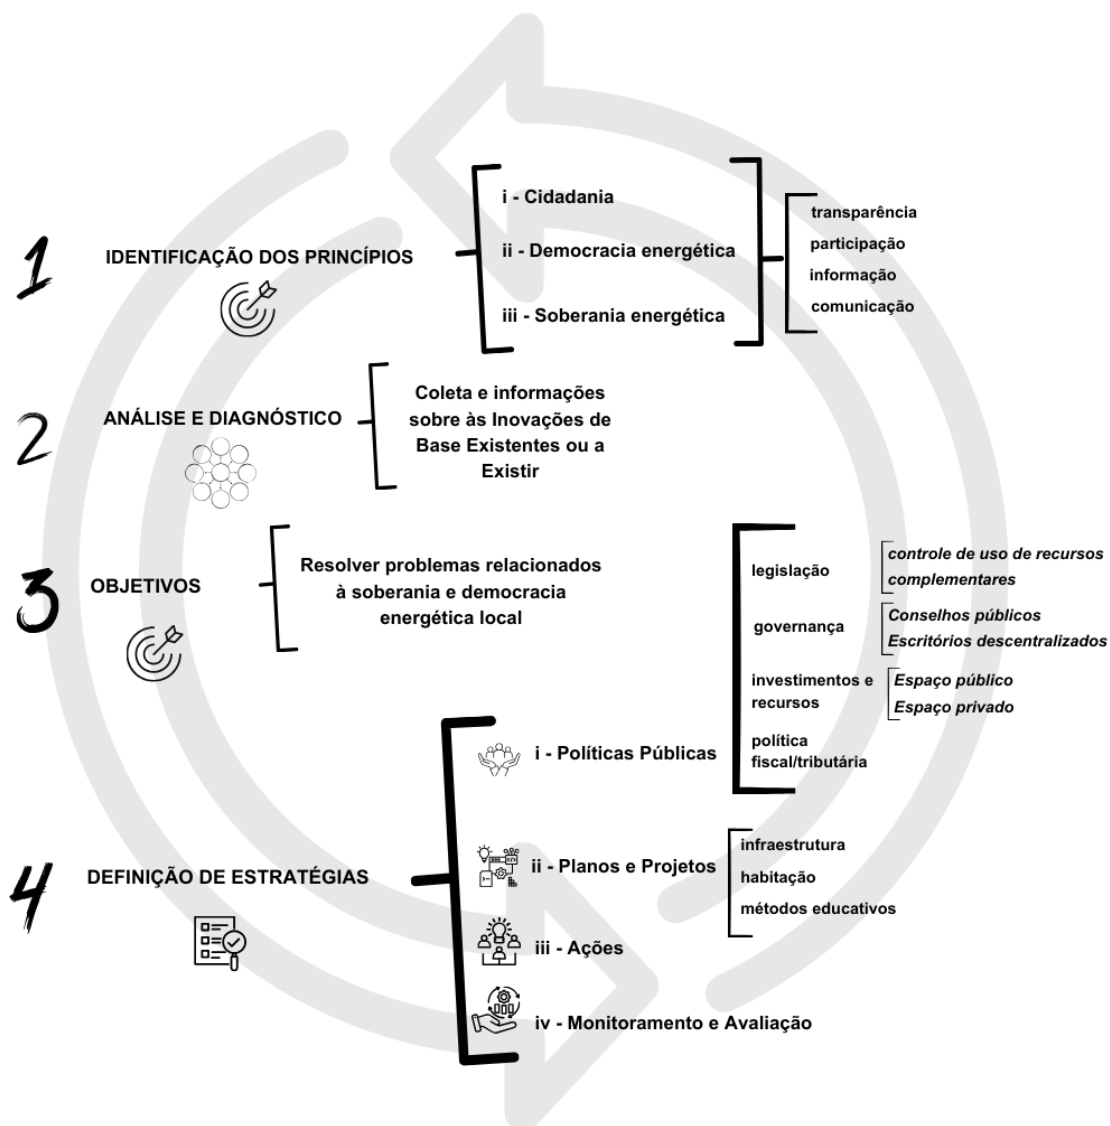 1
IDENTIFICAÇÃO DOS PRINCÍPIOS
i - Cidadania
ii - Democracia energética
iii - Soberania energética
transparência
participação
informação
comunicação
2
ANÁLISE E DIAGNÓSTICO
Coleta e informações
sobre às Inovações de
Base Existentes ou a
Existir
3
OBJETIVOS
Resolver problemas relacionados
à soberania e democracia
energética local
4
DEFINIÇÃO DE ESTRATÉGIAS
i - Políticas Públicas
legislação
controle de uso de recursos
complementares
governança
Conselhos públicos
Escritórios descentralizados
investimentos e
recursos
Espaço público
Espaço privado
política
fiscal/tributária
ii - Planos e Projetos
infraestrutura
habitação
métodos educativos
iii - Ações
iv - Monitoramento e Avaliação